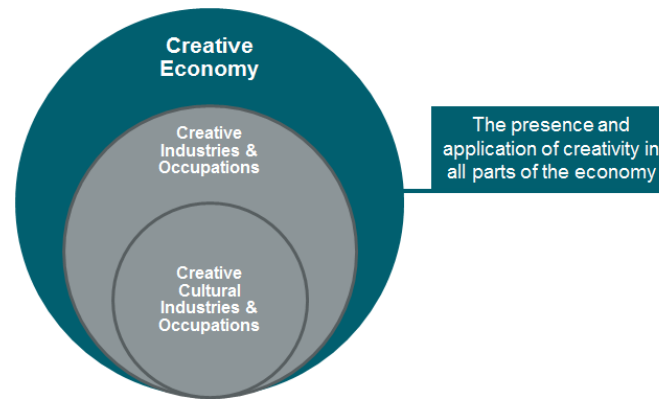 Creative
Economy
Creative
Industries &
Occupations
Creative
Cultural
Industries &
Occupations
The presence and
application of creativity in
all parts of the economy